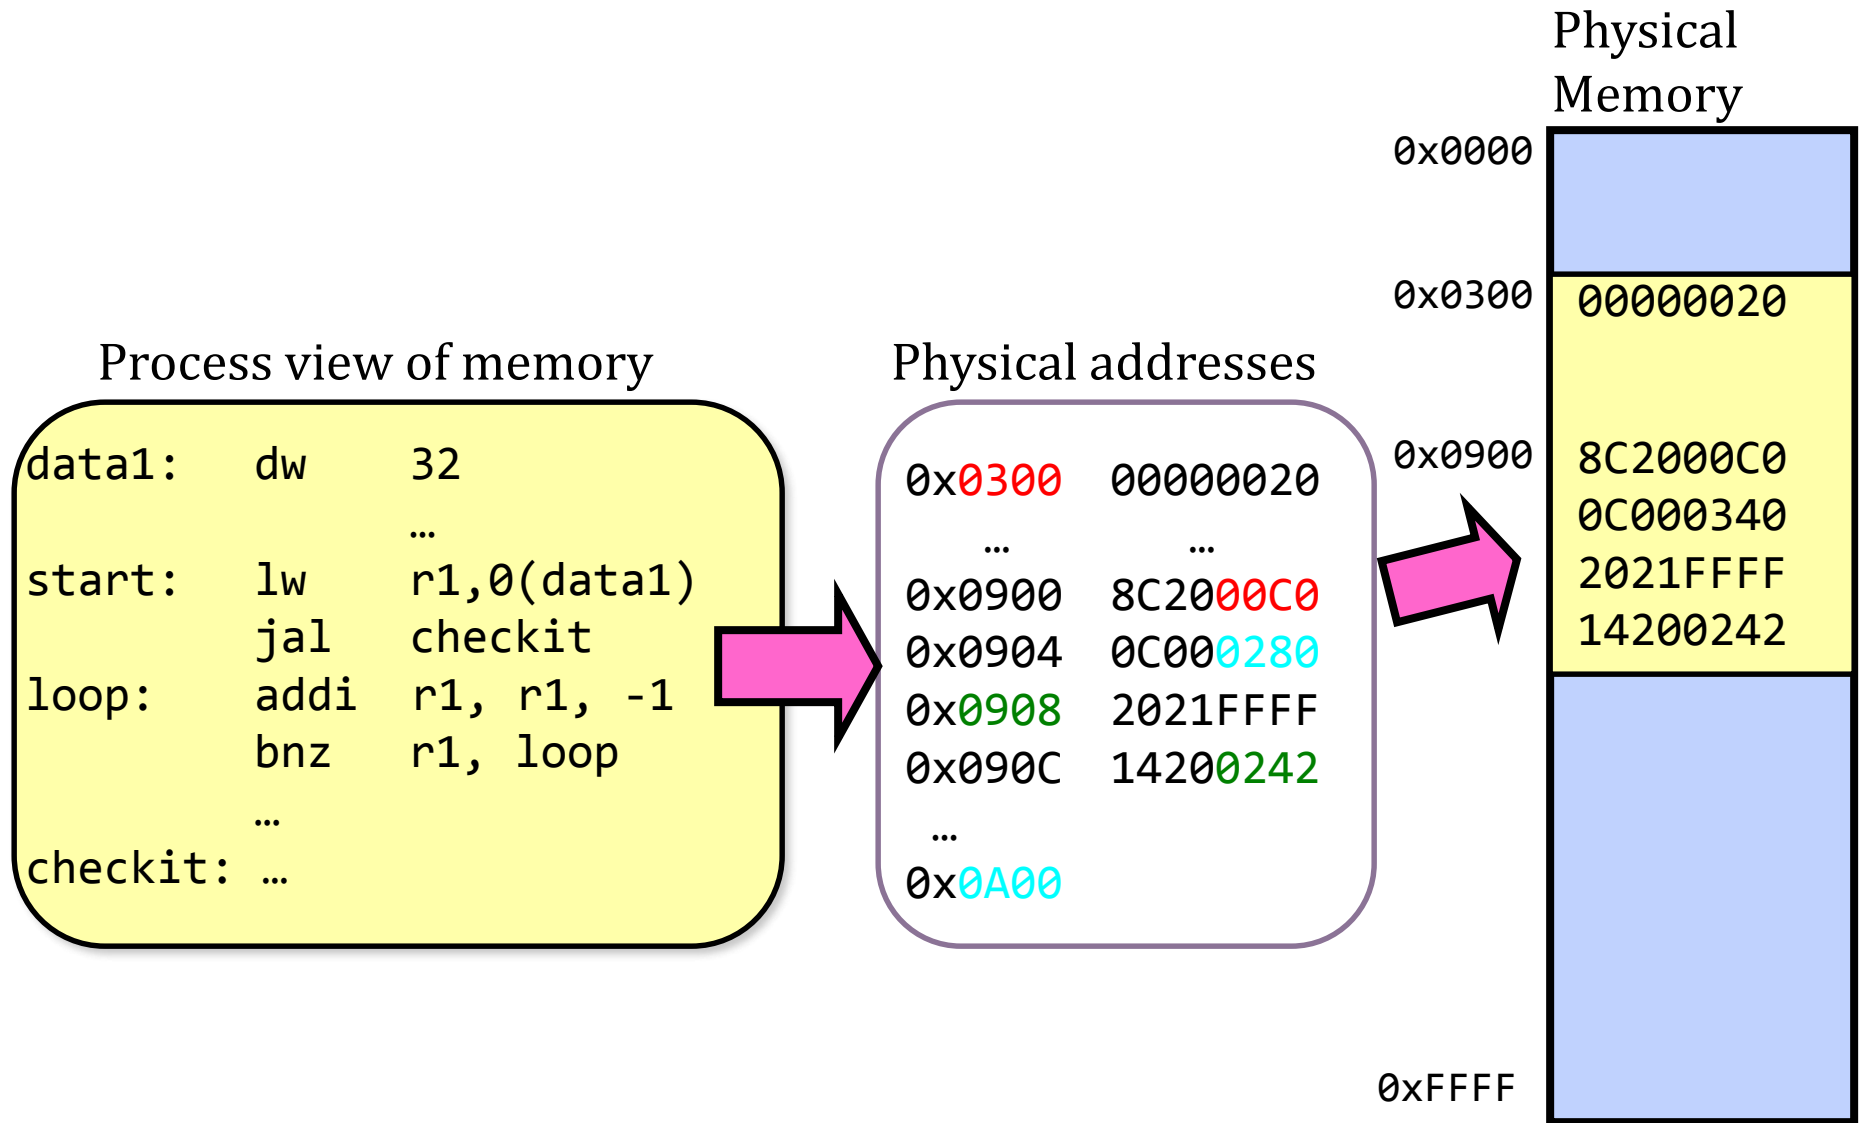 Process view of memory
data1: dw 32
…
start: lw r1,0(data1)
jal checkit
loop: addi r1, r1, -1
bnz r1, loop
…
checkit: …
Physical addresses
0x0300 00000020
… …
0x0900 8C2000C0
0x0904 0C000280
0x0908 2021FFFF
0x090C 14200242
…
0x0A00
Physical
Memory
0x0000
0x0300 00000020
0x0900 8C2000C0
0C000340
2021FFFF
14200242
0xFFFF